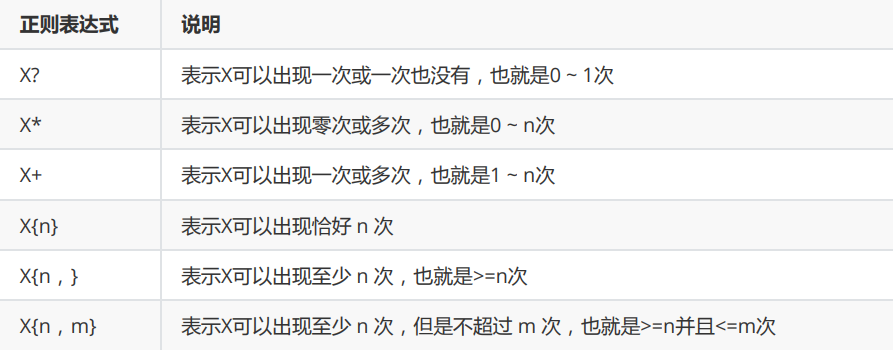 正则表达式 说明
X? 表示X可以出现一次或一次也没有，也就是0 ~ 1次
X* 表示X可以出现零次或多次，也就是0 ~ n次
X+ 表示X可以出现一次或多次，也就是1 ~ n次
X{n} 表示X可以出现恰好 n 次
X{n，} 表示X可以出现至少 n 次，也就是>=n次
X{n，m} 表示X可以出现至少 n 次，但是不超过 m 次，也就是>=n并且<=m次